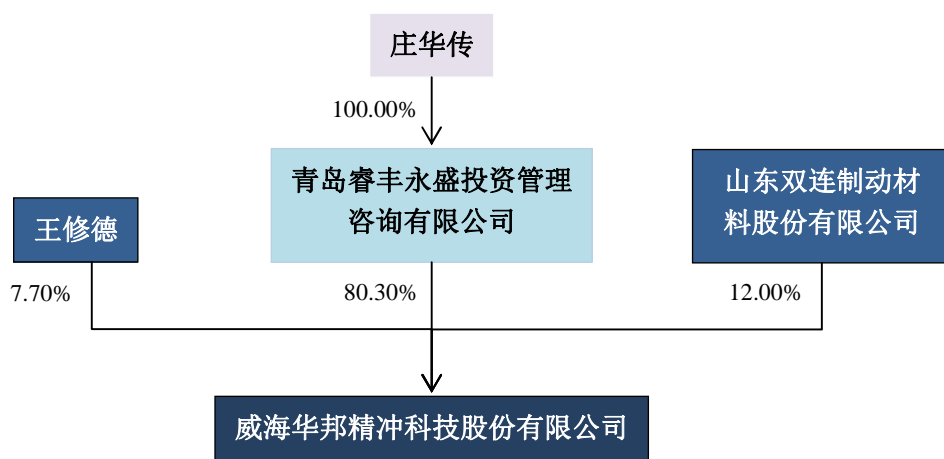 庄华传
100.00%
青岛睿丰永盛投资管理
咨询有限公司
山东双连制动材
料股份有限公司
王修德
7.70%
80.30%
12.00%
威海华邦精冲科技股份有限公司